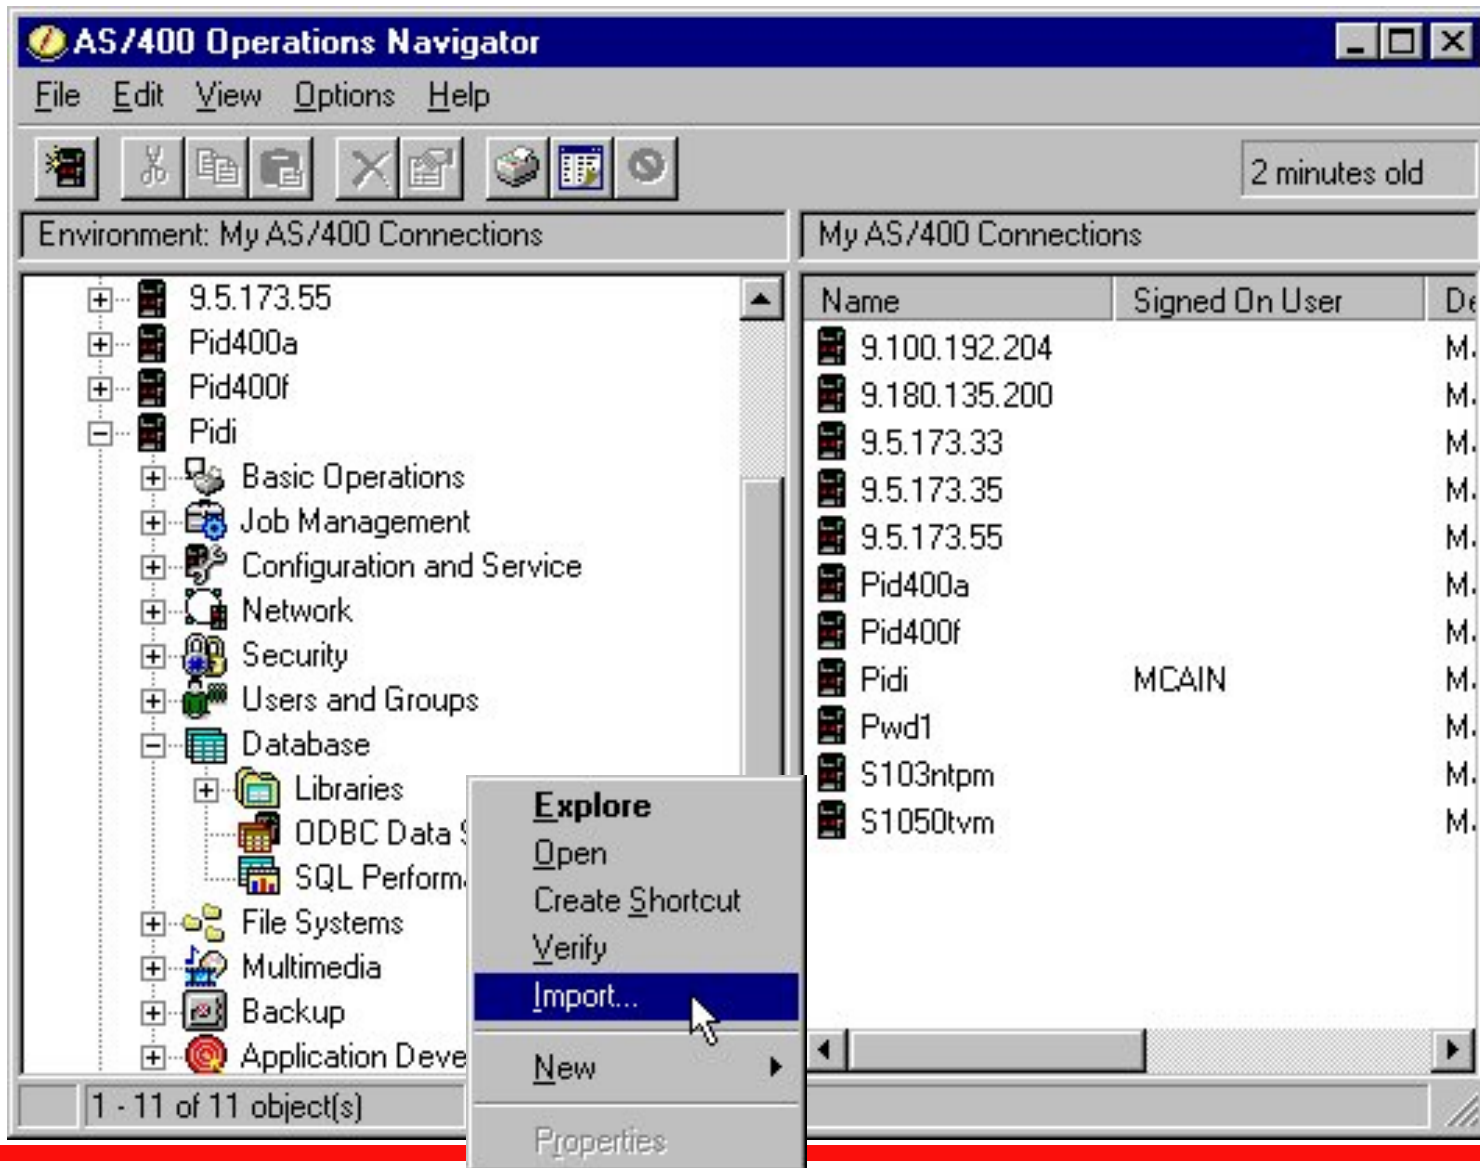 AS/400 Operations Navigator
File Edit View Options Help
2 minutes old
Environment: My AS/400 Connections
My AS/400 Connections
9.5.173.55
Pid400a
Pid400f
Pidi
Basic Operations
Job Management
Configuration and Service
Network
Security
Users and Groups
Database
Libraries
ODBC Data
SQL Performa
File Systems
Multimedia
Backup
Application Deve
Name Signed On User De
9.100.192.204 M
9.180.135.200 M
9.5.173.33 M
9.5.173.35 M
9.5.173.55 M
Pid400a M
Pid400f M
Pidi MCAIN M
Pwd1 M
S103ntpm M
S1050tvm M
Explore
Open
Create Shortcut
Verify
Import...
New
Properties
1 - 11 of 11 object(s)